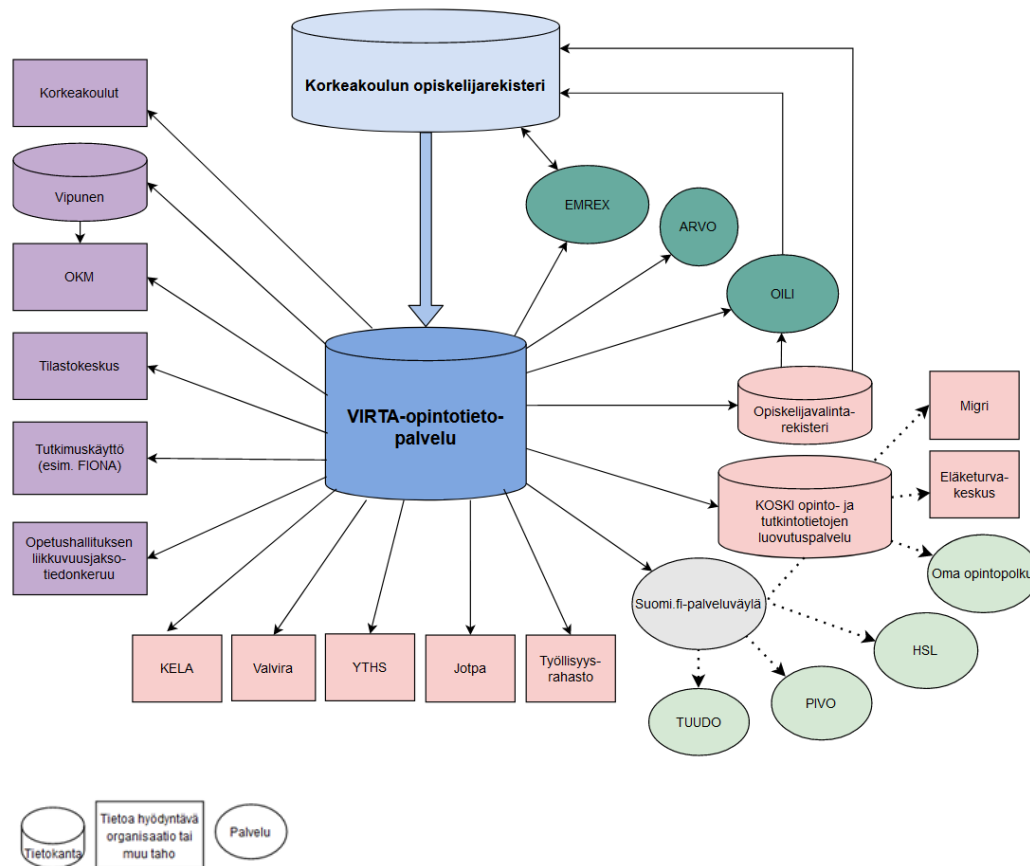 Korkeakoulun opiskelijarekisteri
Korkeakoulut
Vipunen
EMREX
ARVO
OKM
OILI
Tilastokeskus
VIRTA-opintotieto-
palvelu
Opiskelijavalinta-
rekisteri
Migri
Tutkimuskäyttö
(esim. FIONA)
Eläketurva-
keskus
KOSKI opinto- ja
tutkintotietojen
luovutuspalvelu
Opetushallituksen
liikkuvuusjakso-
tiedonkeruu
Oma opintopolku
Suomi.fi-palveluväylä
HSL
KELA
Valvira
YTHS
Jotpa
Työllisyys-
rahasto
PIVO
TUUDO
Tietokanta
Tietoa hyödyntävä
organisaatio tai
muu taho
Palvelu